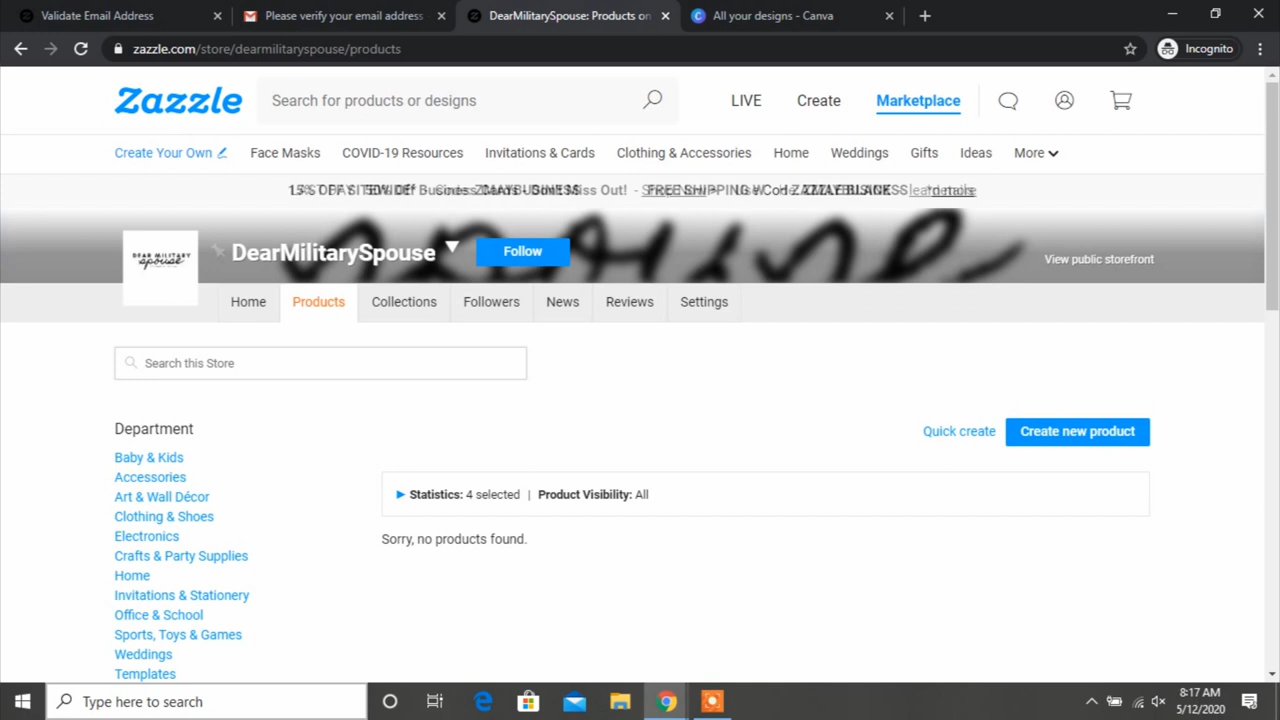 Validate Email Address
Please verify your email address
DearMilitarySpouse: Products on
All your designs - Canva
zazzle.com/store/dearmilitaryspouse/products
Incognito
Zazzle
Search for products or designs
LIVE
Create
Marketplace
Create Your Own
Face Masks
COVID-19 Resources
Invitations & Cards
Clothing & Accessories
Home
Weddings
Gifts
Ideas
More
DEAR MILITARY
spouse
DearMilitarySpouse
Follow
View public storefront
Home
Products
Collections
Followers
News
Reviews
Settings
Search this Store
Department
Baby & Kids
Accessories
Art & Wall Décor
Clothing & Shoes
Electronics
Crafts & Party Supplies
Home
Invitations & Stationery
Office & School
Sports, Toys & Games
Weddings
Templates
Quick create
Create new product
Statistics: 4 selected | Product Visibility: All
Sorry, no products found.
Type here to search
8:17 AM
5/12/2020